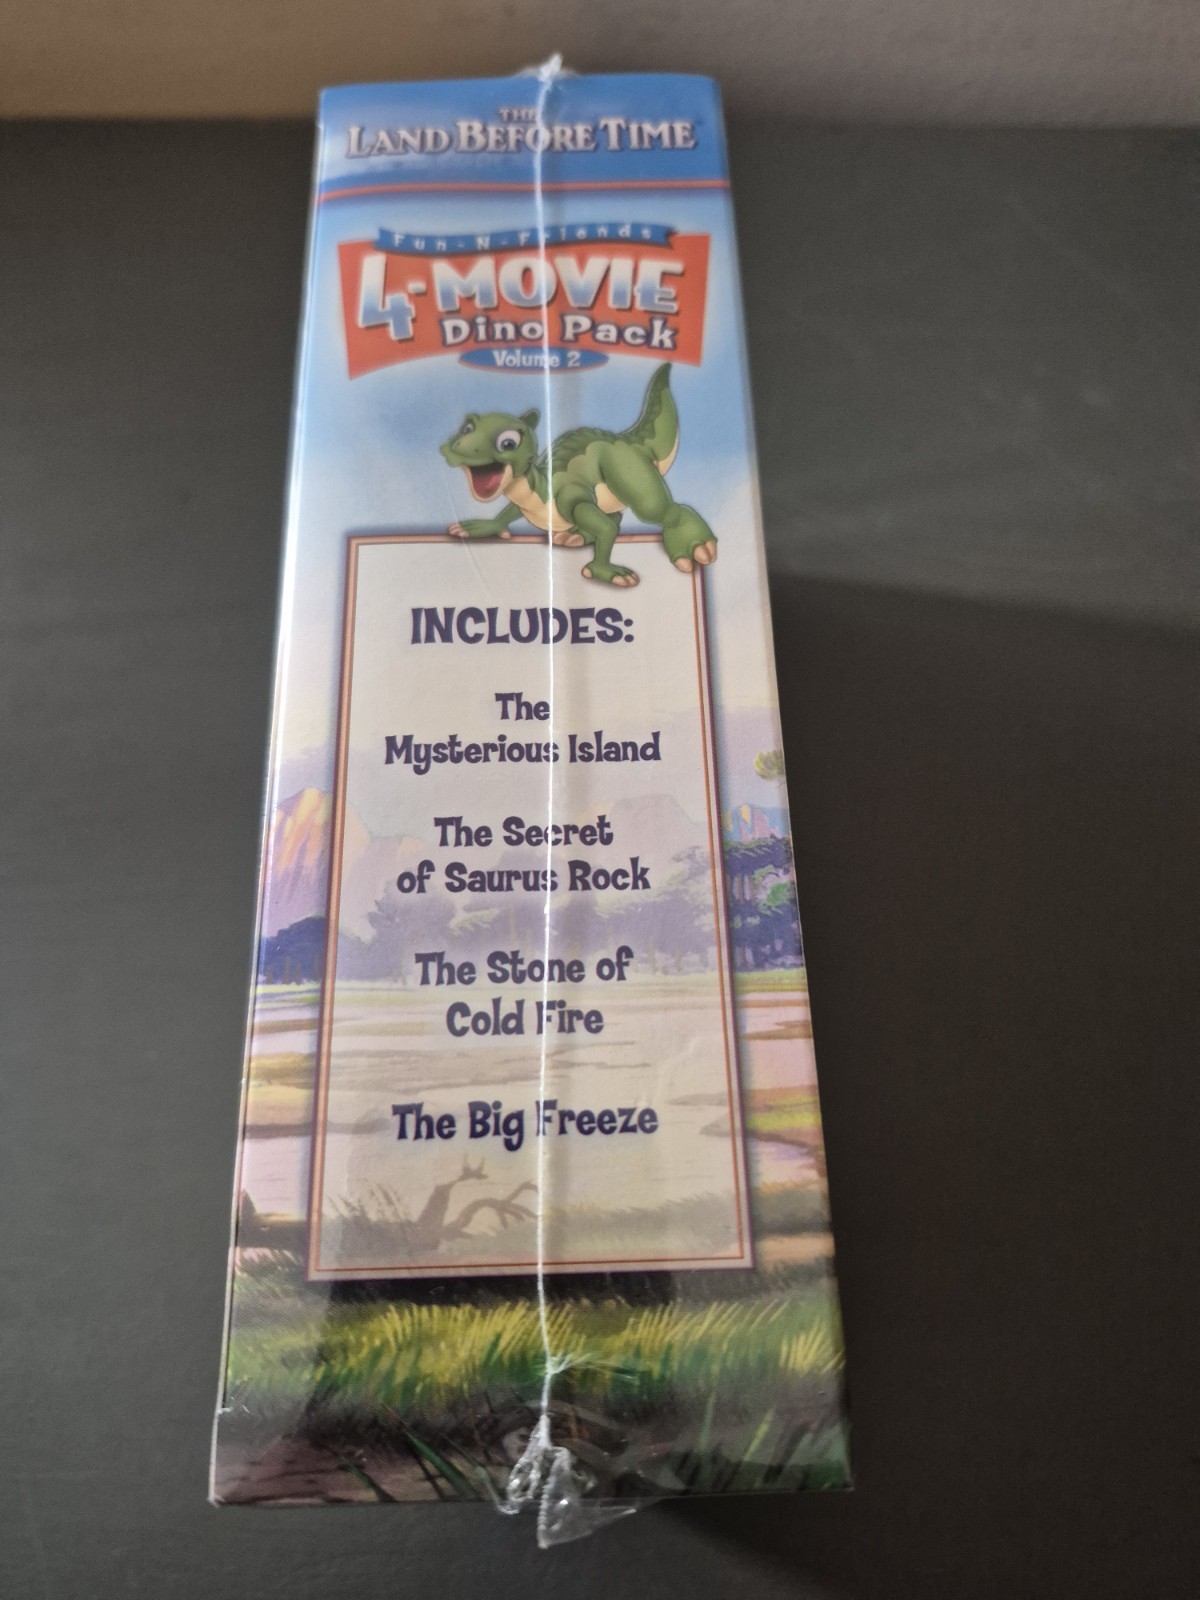 THE
LAND BEFORE TIME
Fun-N-Friends
4-MOVIE
Dino Pack
Volume 2
INCLUDES:
The
Mysterious Island
The Secret
of Saurus Rock
The Stone of
Cold Fire
The Big Freeze